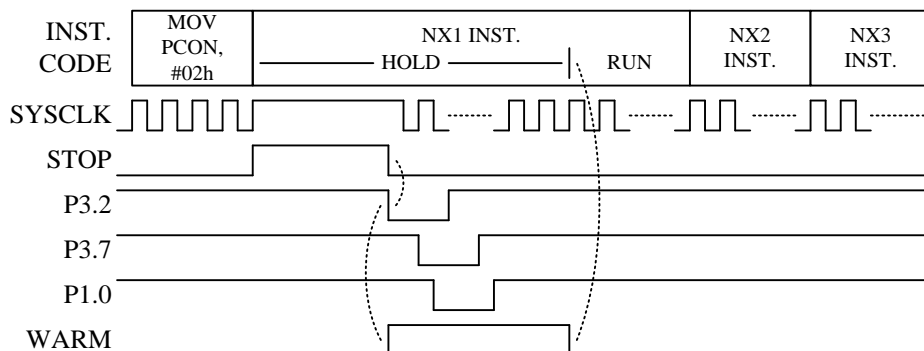 INST. CODE
MOV
PCON,
#02h
NX1 INST.
HOLD
RUN
NX2
INST.
NX3
INST.
SYSCLK
STOP
P3.2
P3.7
P1.0
WARM